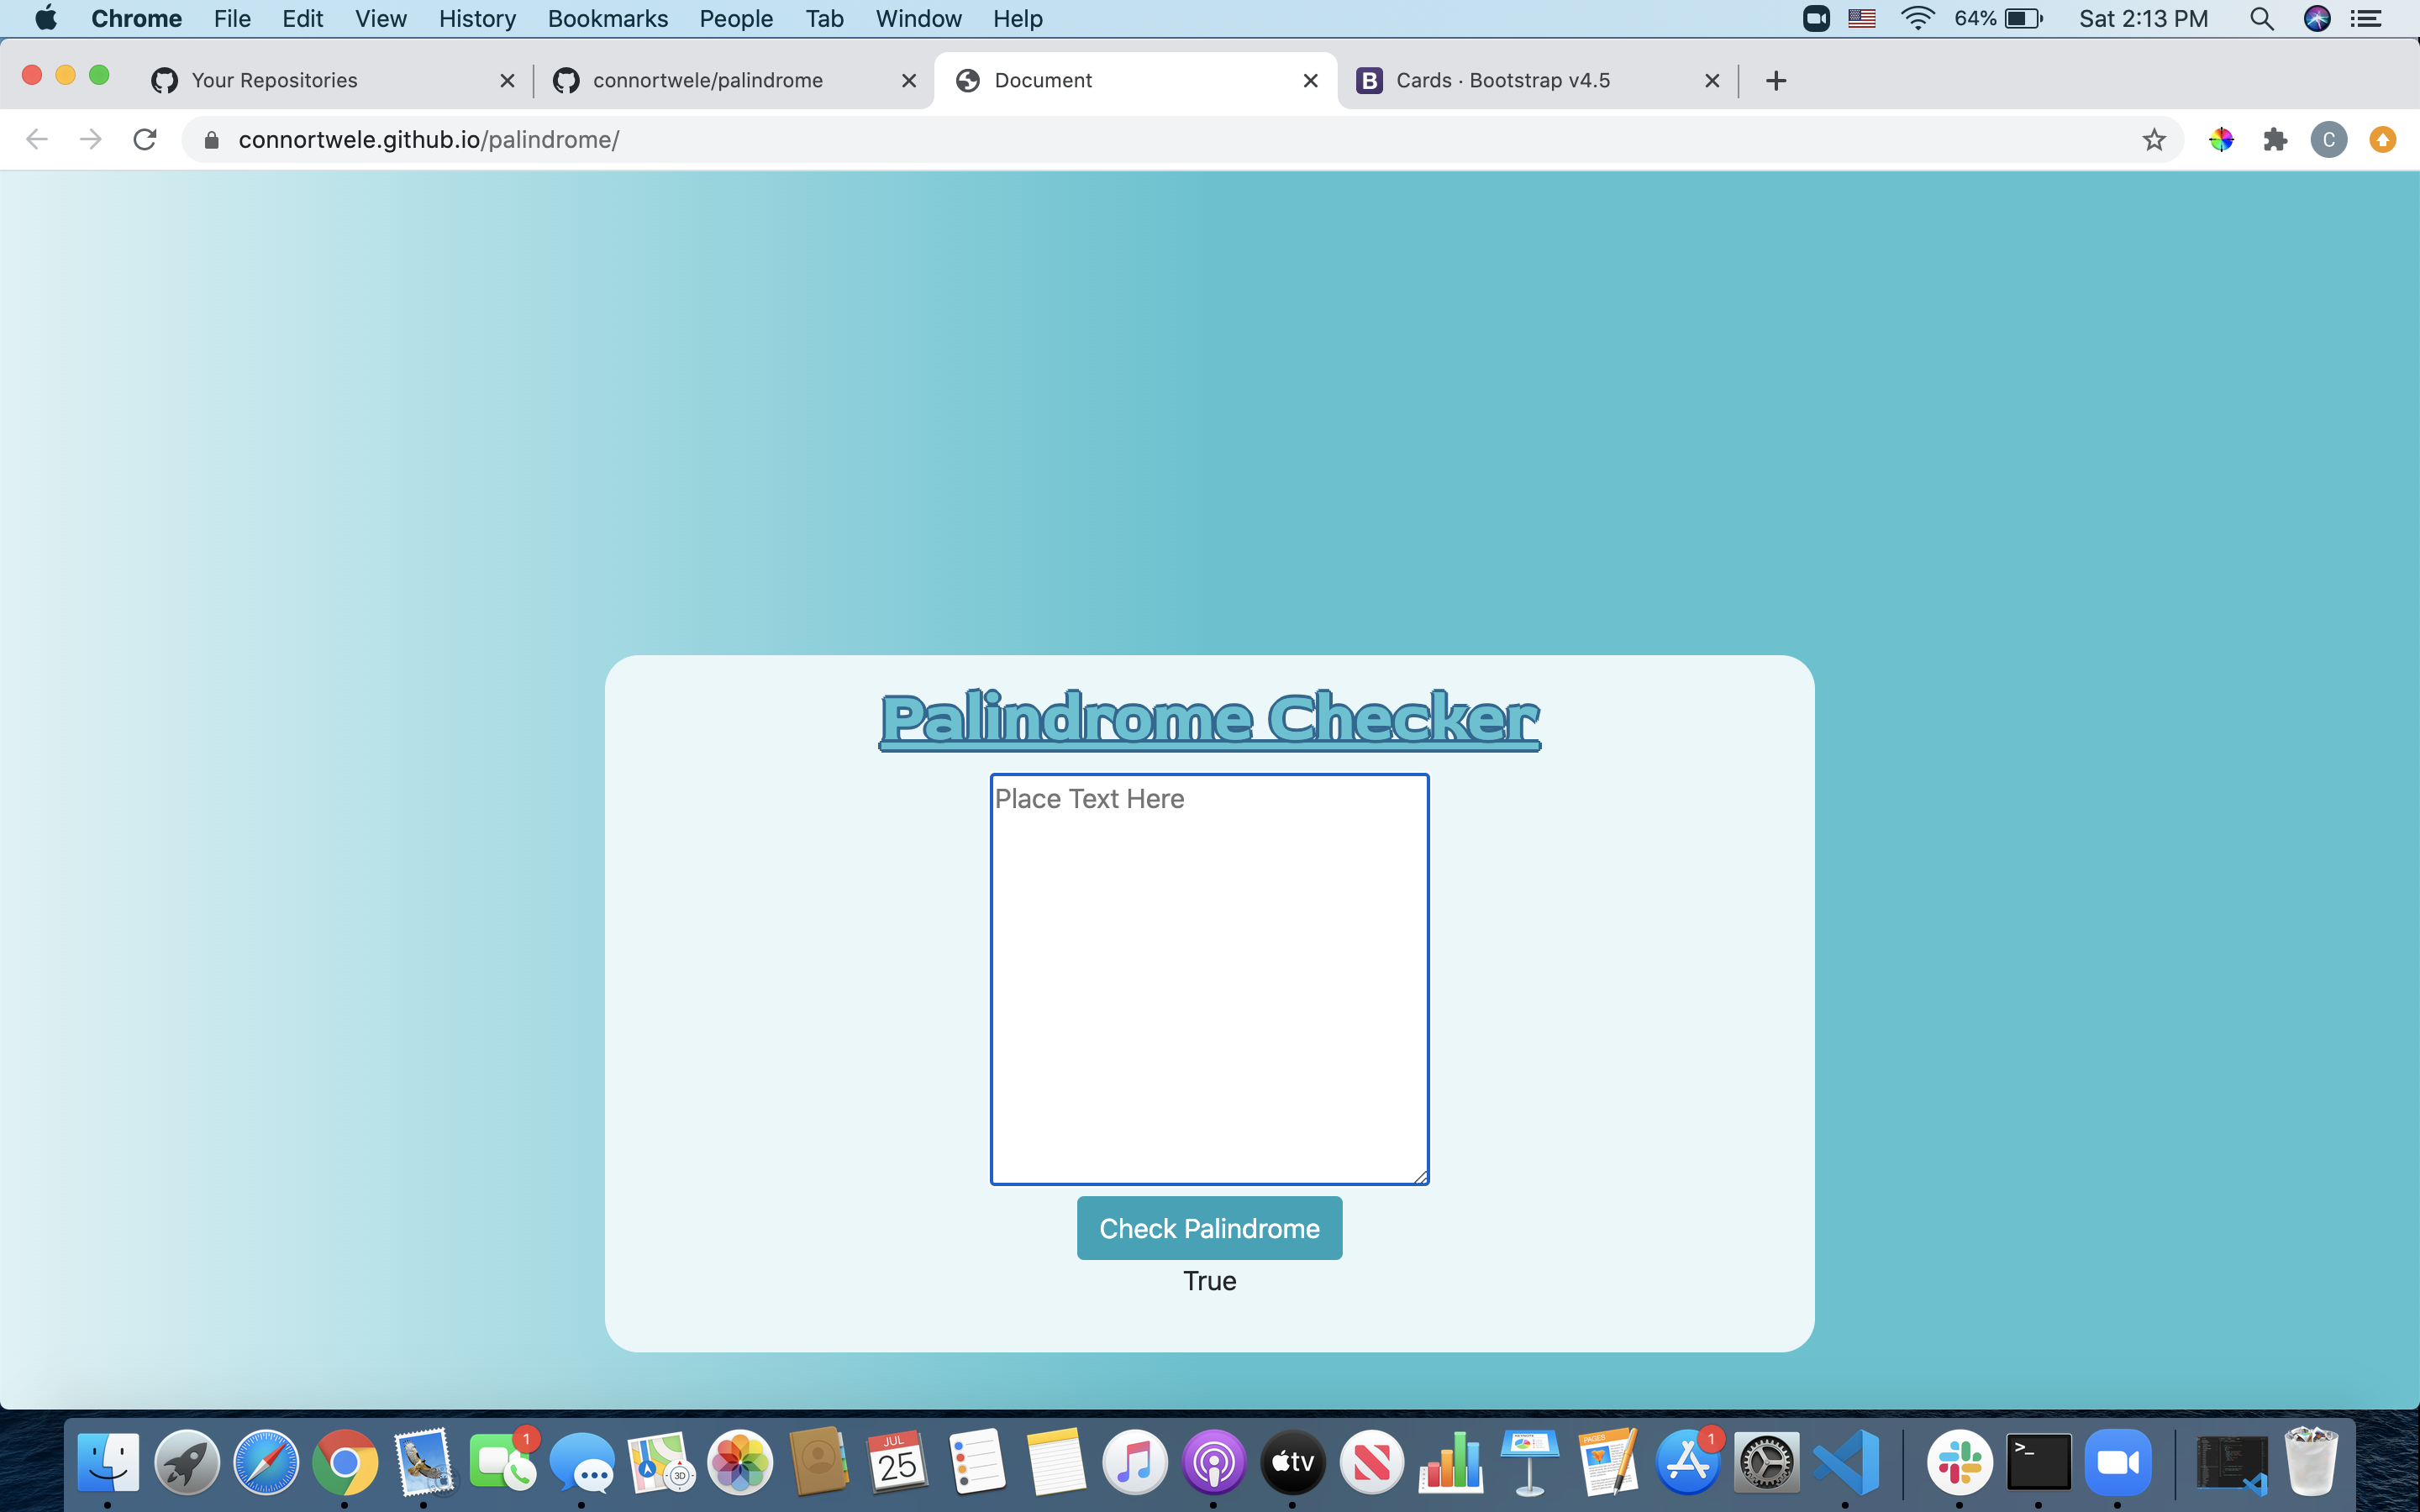 Chrome File Edit View History Bookmarks People Tab Window Help 64% Sat 2:13 PM
Your Repositories connortwele/palindrome Document B Cards · Bootstrap v4.5
connortwele.github.io/palindrome/ C
Palindrome Checker
Place Text Here
Check Palindrome
True
1 3D JUL 25 tv PAGES 1 >_